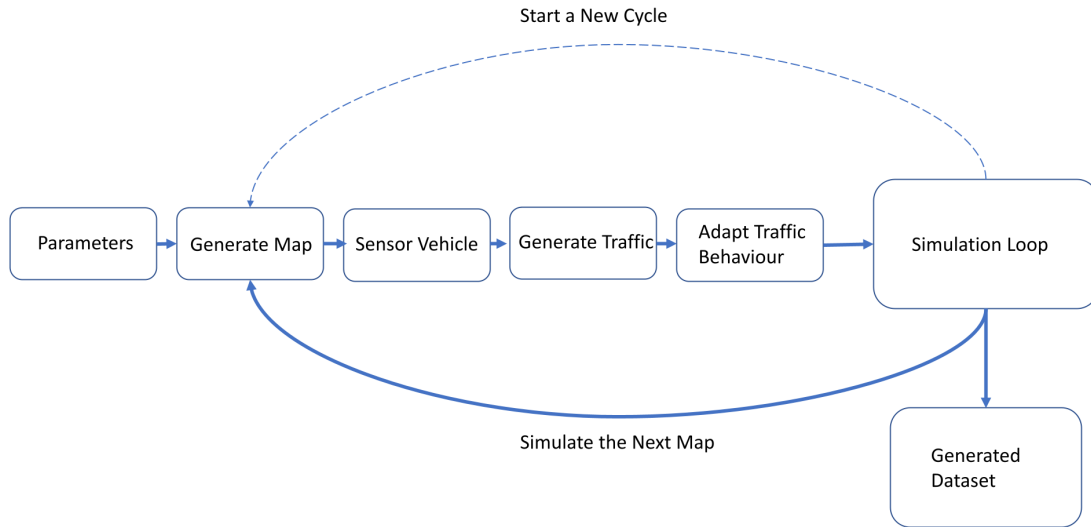 Start a New Cycle
Parameters
Generate Map
Sensor Vehicle
Generate Traffic
Adapt Traffic
Behaviour
Simulation Loop
Simulate the Next Map
Generated
Dataset